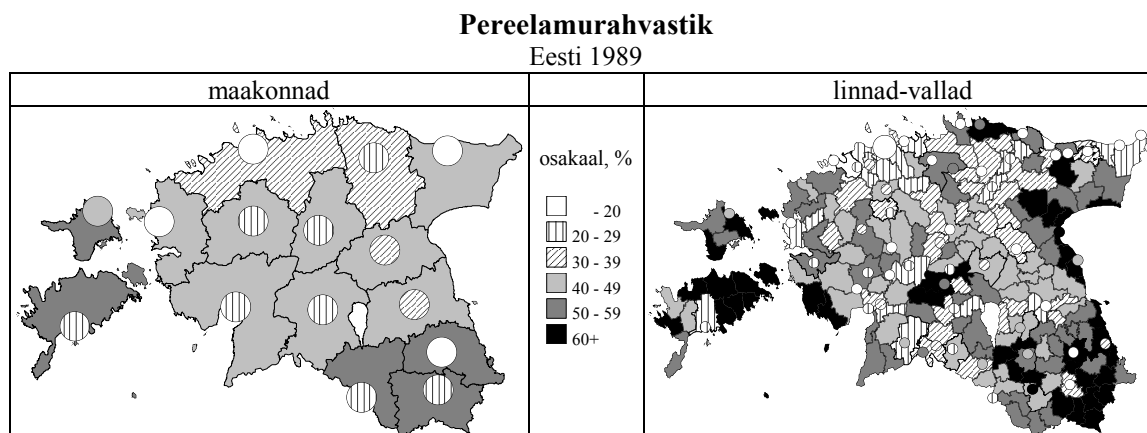 Pereelamurahvastik
Eesti 1989
maakonnad
linnad-vallad
osakaal, %
- 20
20 - 29
30 - 39
40 - 49
50 - 59
60+